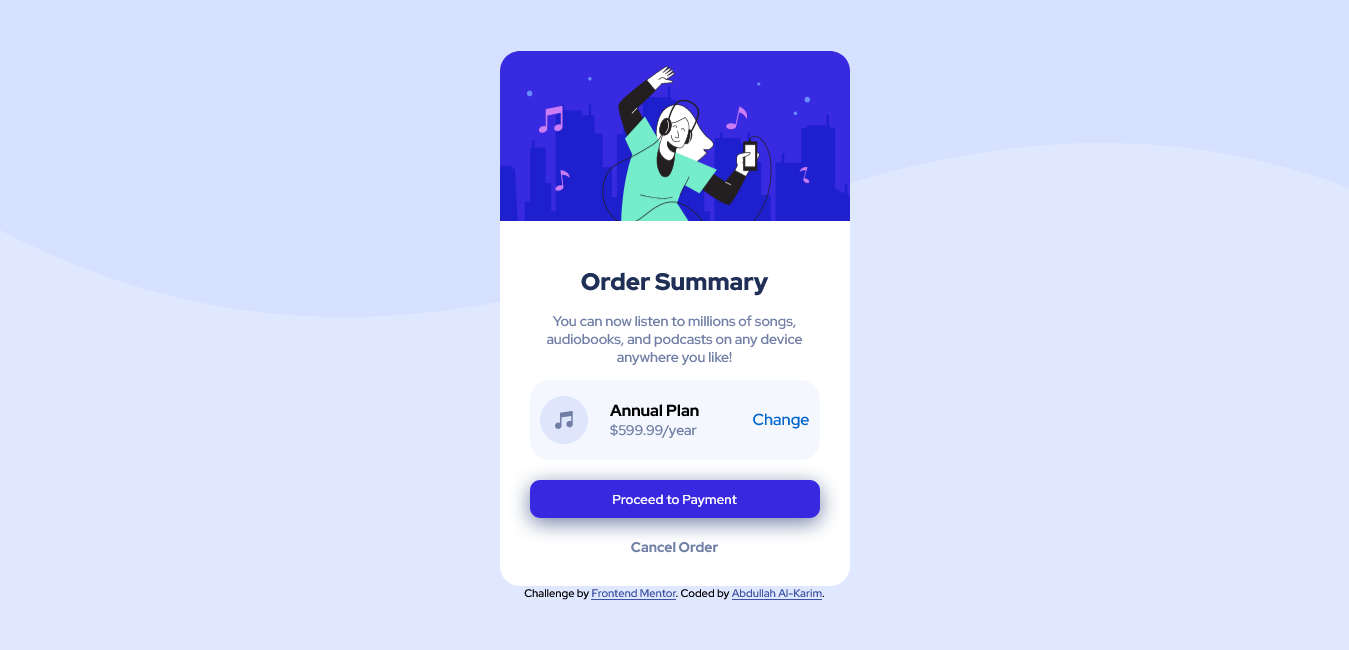 Order Summary
You can now listen to millions of songs,
audiobooks, and podcasts on any device
anywhere you like!
Annual Plan
$599.99/year
Change
Proceed to Payment
Cancel Order
Challenge by Frontend Mentor. Coded by Abdullah Al-Karim.